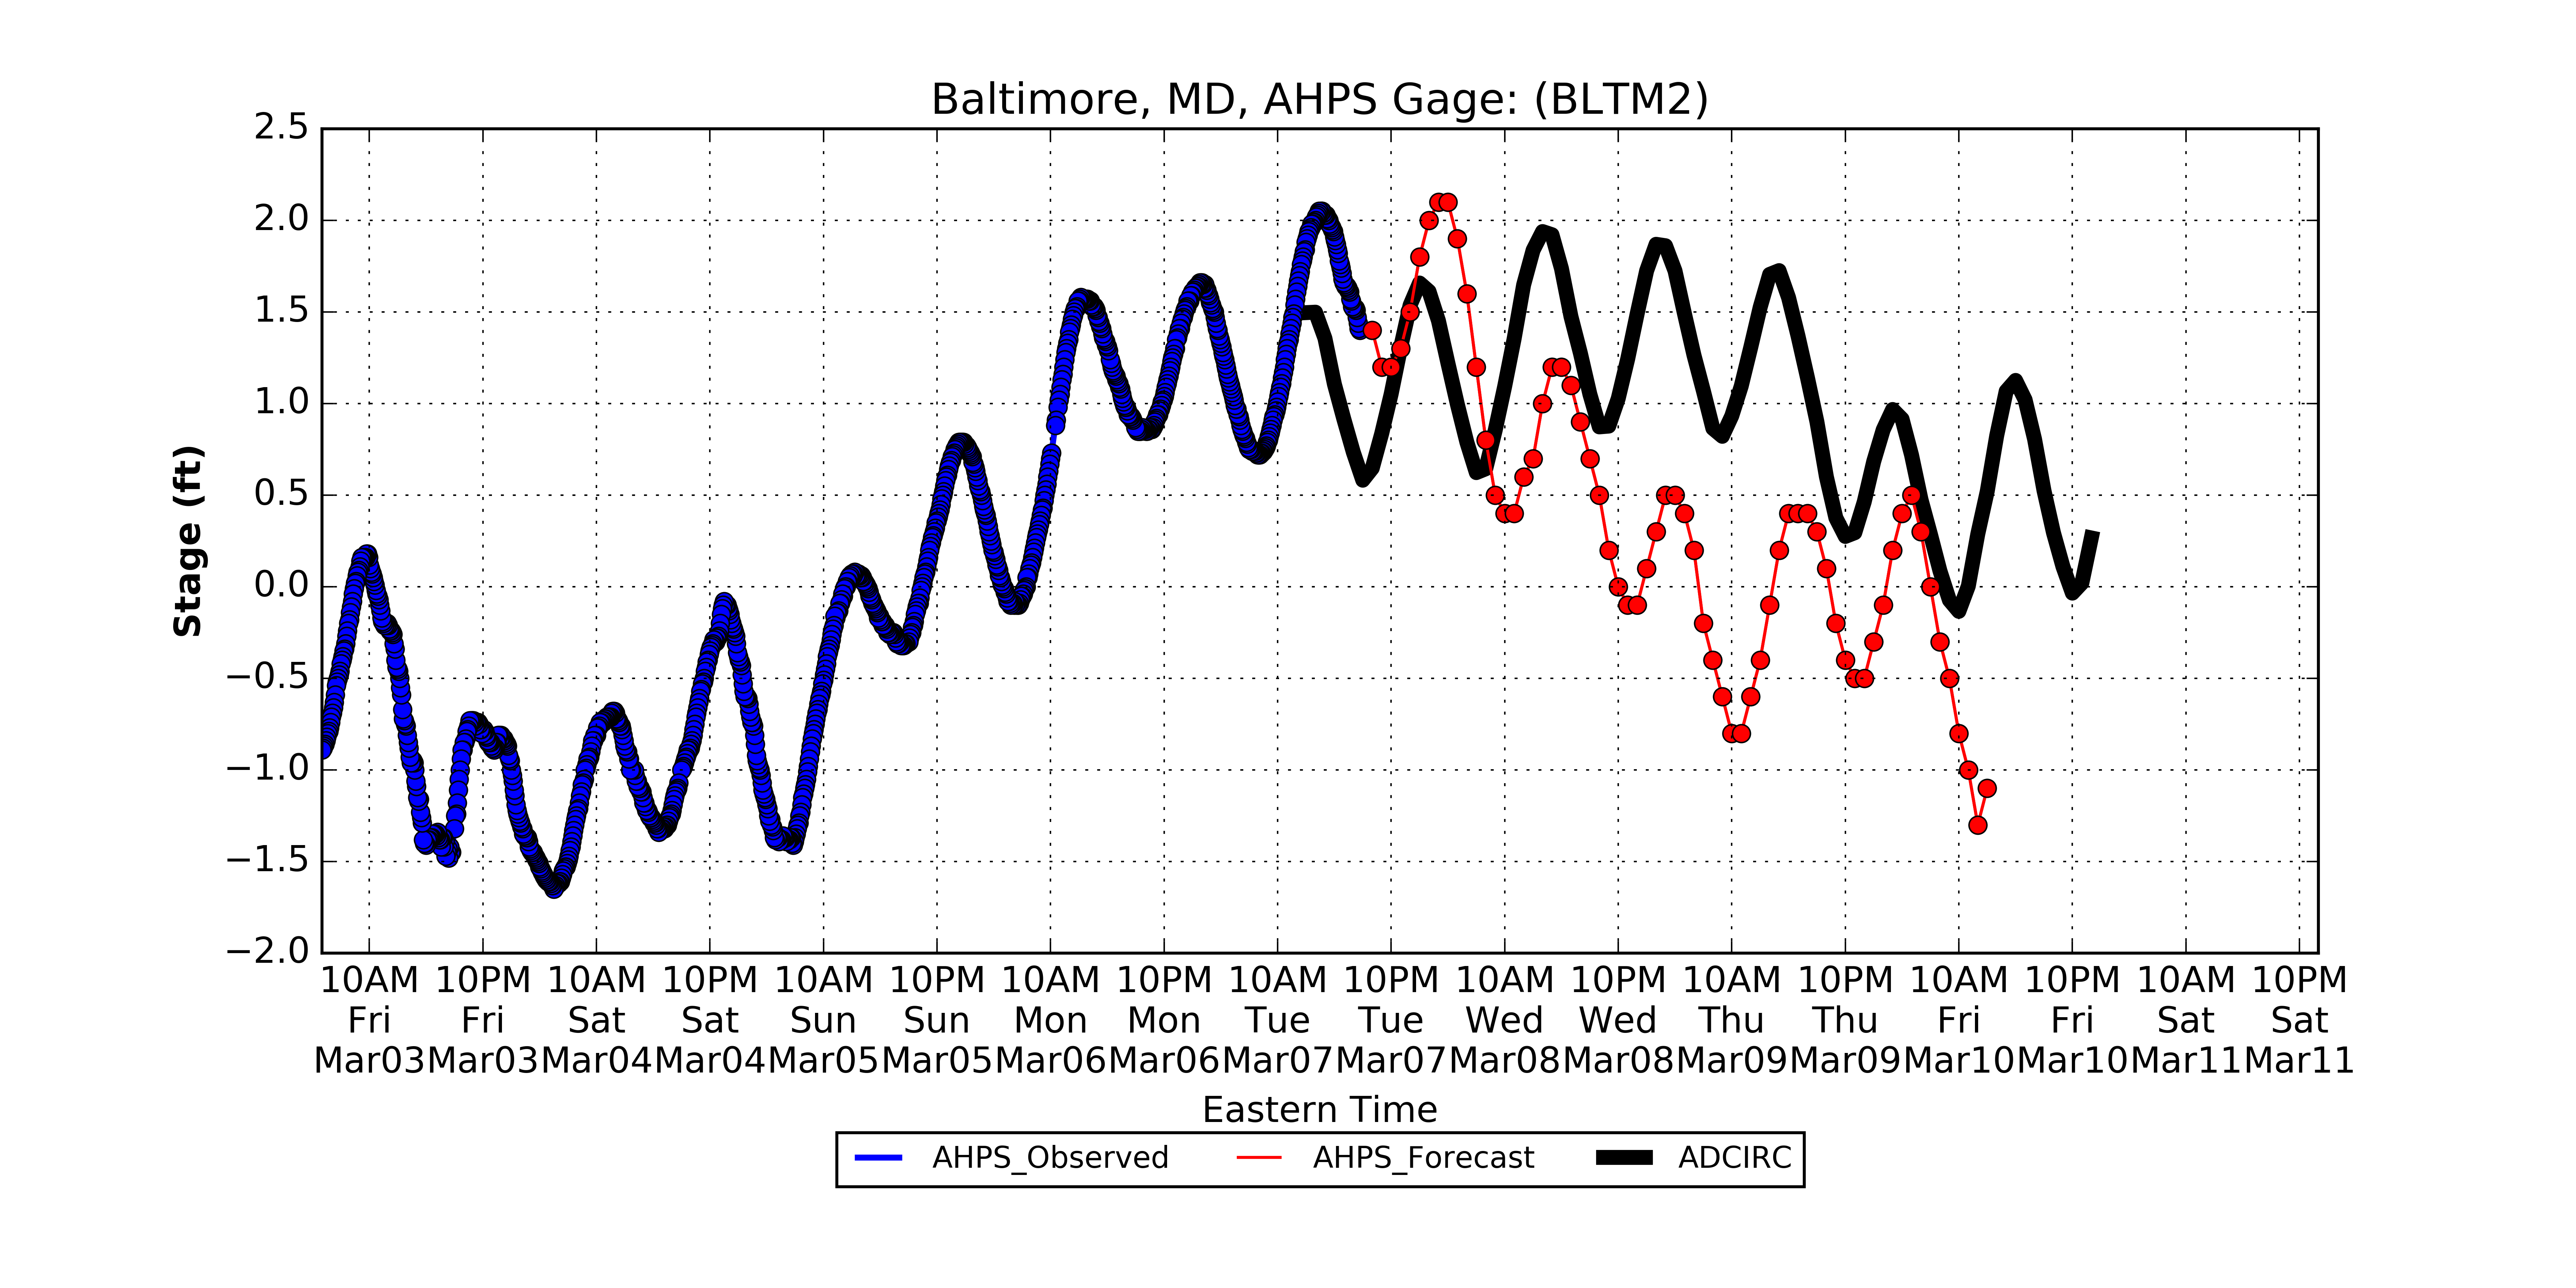 Baltimore, MD, AHPS Gage: (BLTM2)
2.5
2.0
1.5
1.0
0.5
0.0
−0.5
−1.0
−1.5
−2.0
Stage (ft)
10AM 10PM 10AM 10PM 10AM 10PM 10AM 10PM 10AM 10PM 10AM 10PM 10AM 10PM 10AM 10PM 10AM 10PM
Fri Fri Sat Sat Sun Sun Mon Mon Tue Tue Wed Wed Thu Thu Fri Fri Sat Sat
Mar03 Mar03 Mar04 Mar04 Mar05 Mar05 Mar06 Mar06 Mar07 Mar07 Mar08 Mar08 Mar09 Mar09 Mar10 Mar10 Mar11 Mar11
Eastern Time
AHPS_Observed AHPS_Forecast ADCIRC